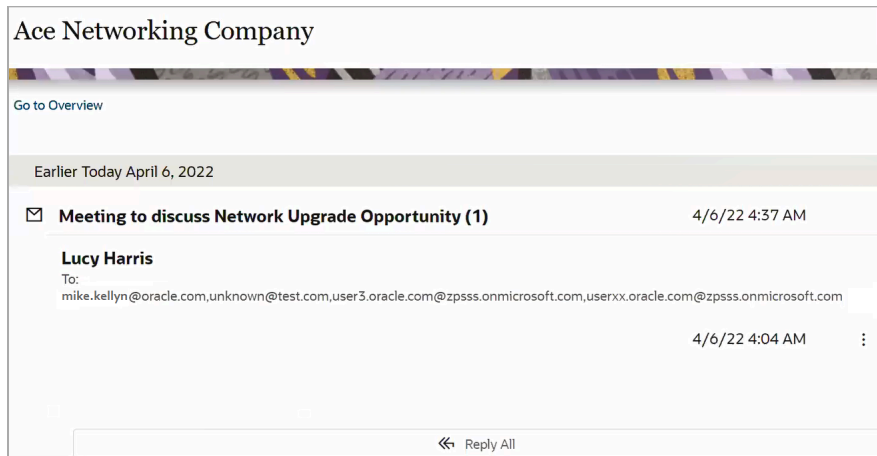 Ace Networking Company
Go to Overview
Earlier Today April 6, 2022
Meeting to discuss Network Upgrade Opportunity (1) 4/6/22 4:37 AM
Lucy Harris
To:
mike.kellyn@oracle.com,unknown@test.com,user3.oracle.com@zpsss.onmicrosoft.com,userxx.oracle.com@zpsss.onmicrosoft.com
4/6/22 4:04 AM
Reply All